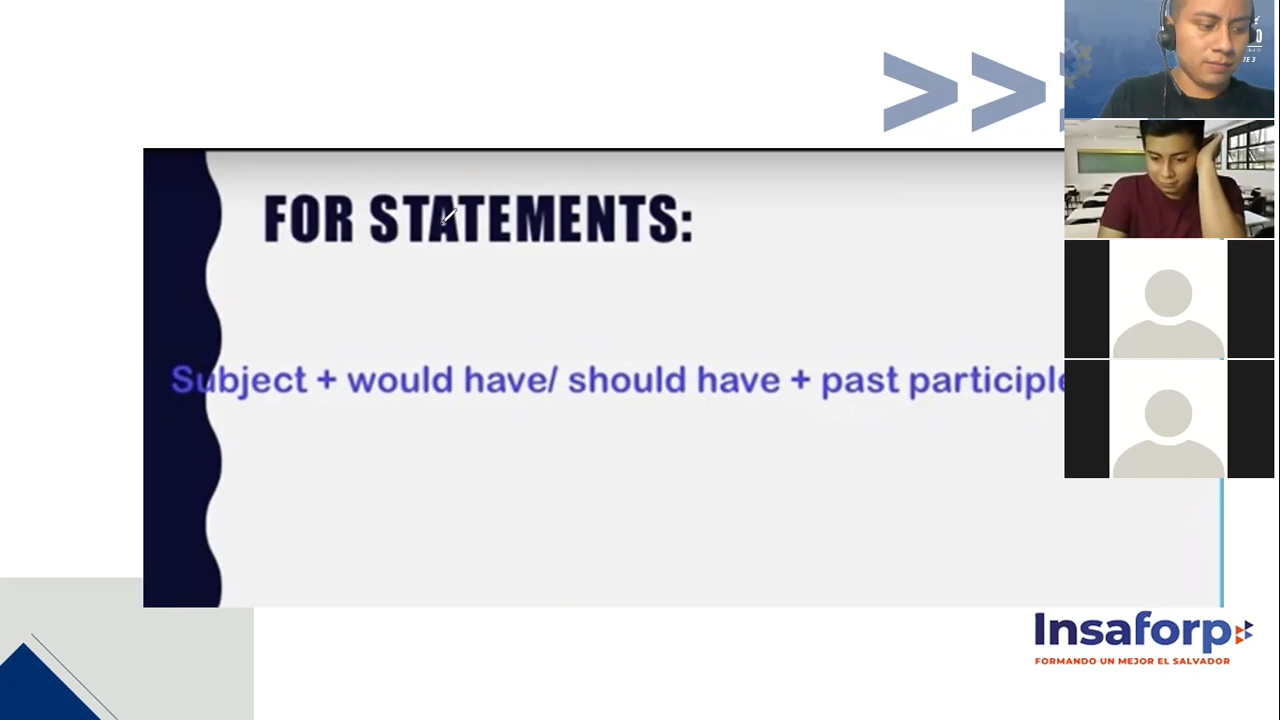 FOR STATEMENTS:
Subject + would have/ should have + past participle
Insaforp
FORMANDO UN MEJOR EL SALVADOR